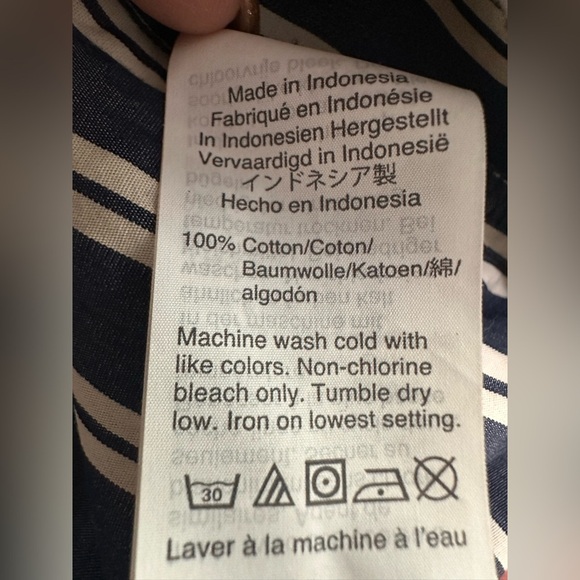 Made in Indonesia
Fabriqué en Indonésie
In Indonesien Hergestellt
Vervaardigd in Indonesië
インドネシア製
Hecho en Indonesia
100% Cotton/Coton/
Baumwolle/Katoen/綿/
algodón
Machine wash cold with
like colors. Non-chlorine
bleach only. Tumble dry
low. Iron on lowest setting.
30
Laver à la machine à l'eau